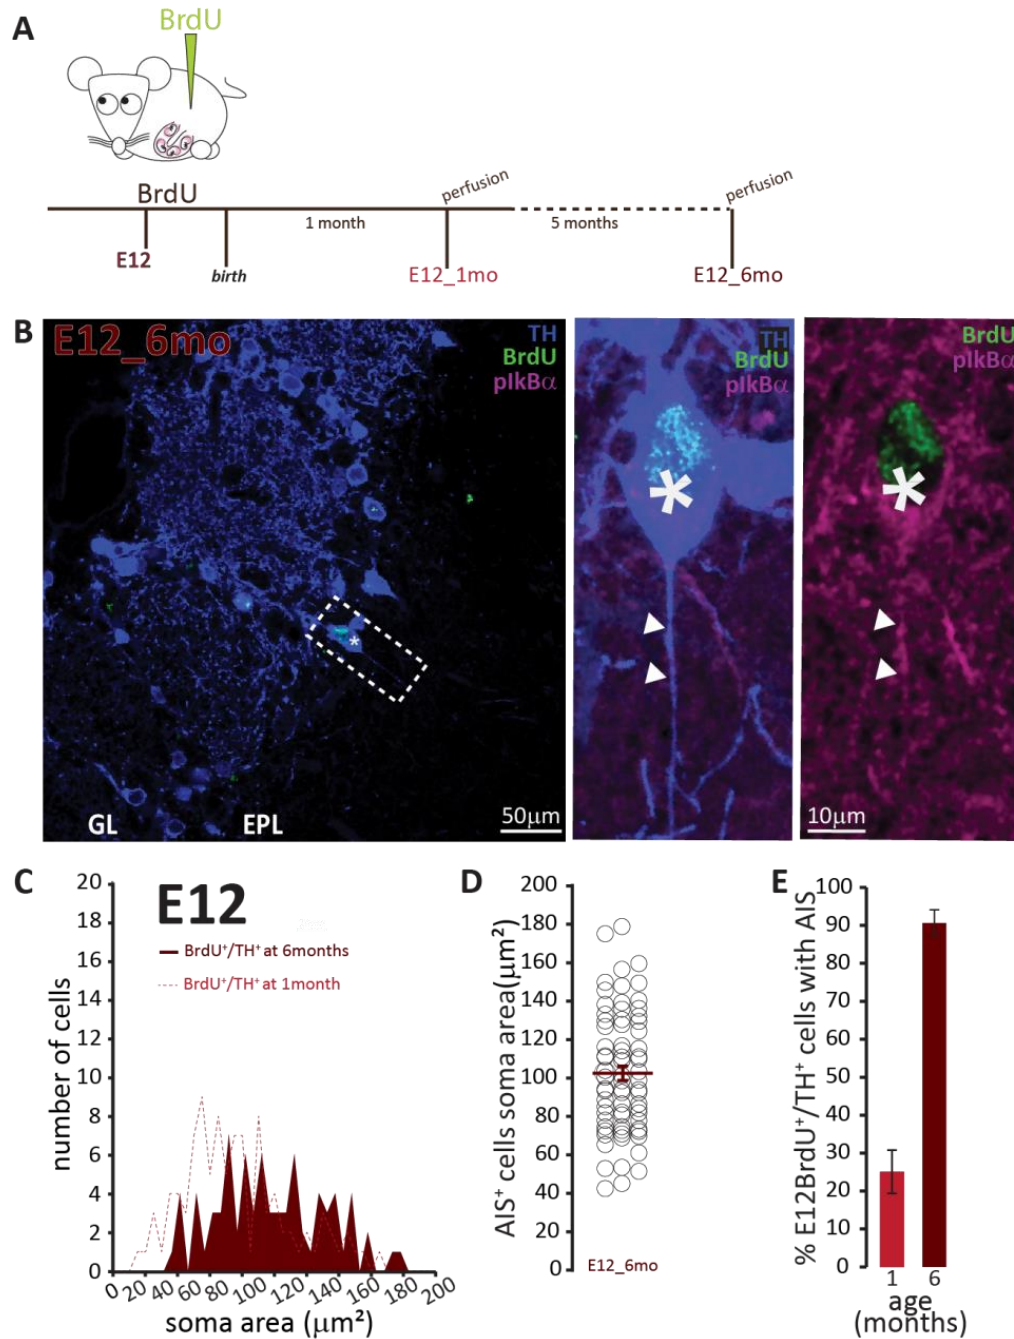 A
BrdU
BrdU
perfusion
perfusion
1 month
5 months
E12
birth
E12_1mo
E12_6mo
B
E12_6mo
TH
BrdU
pIkBα
GL
EPL
50μm
TH
BrdU
pIkBα
BrdU
pIkBα
10μm
C
E12
BrdU⁺/TH⁺ at 6months
BrdU⁺/TH⁺ at 1month
number of cells
20
18
16
14
12
10
8
6
4
2
0
0 20 40 60 80 100 120 140 160 180 200
soma area (μm²)
D
AIS⁺ cells soma area(μm²)
200
180
160
140
120
100
80
60
40
20
0
E12_6mo
E
% E12BrdU⁺/TH⁺ cells with AIS
100
90
80
70
60
50
40
30
20
10
0
1 6
age
(months)